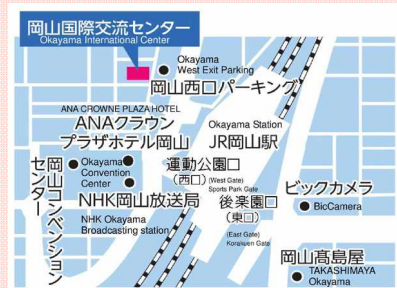 岡山国際交流センター
Okayama International Center
Okayama
West Exit Parking
岡山西口パーキング
ANA CROWNE PLAZA HOTEL
ANAクラウン
プラザホテル岡山
Okayama Station
JR岡山駅
岡山コンベンション
センター
Okayama
Convention
Center
運動公園口
(西口)
(West Gate)
Sports Park Gate
NHK岡山放送局
NHK Okayama
Broadcasting station
後楽園口
(東口)
(East Gate)
Korakuen Gate
ビックカメラ
BicCamera
岡山髙島屋
TAKASHIMAYA
Okayama